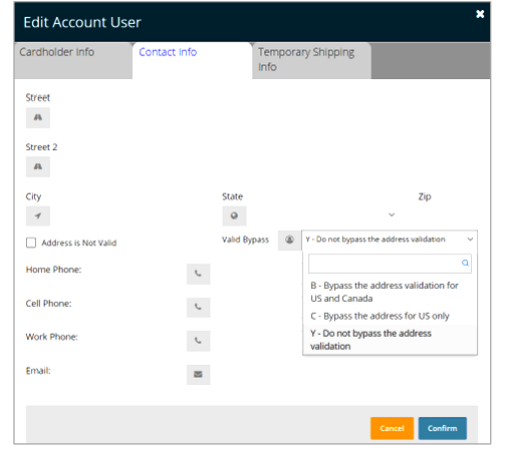 Edit Account User
Cardholder Info
Contact Info
Temporary Shipping
Info
Street
Street 2
City
State
Zip
Address is Not Valid
Valid Bypass
Y - Do not bypass the address validation
Home Phone:
B - Bypass the address validation for
US and Canada
Cell Phone:
C - Bypass the address for US only
Work Phone:
Y - Do not bypass the address
validation
Email:
Cancel
Confirm